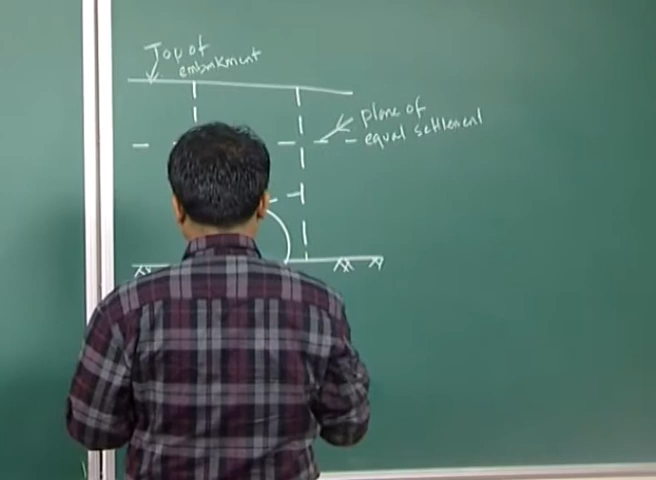 Top of
embankment
plane of
equal settlement